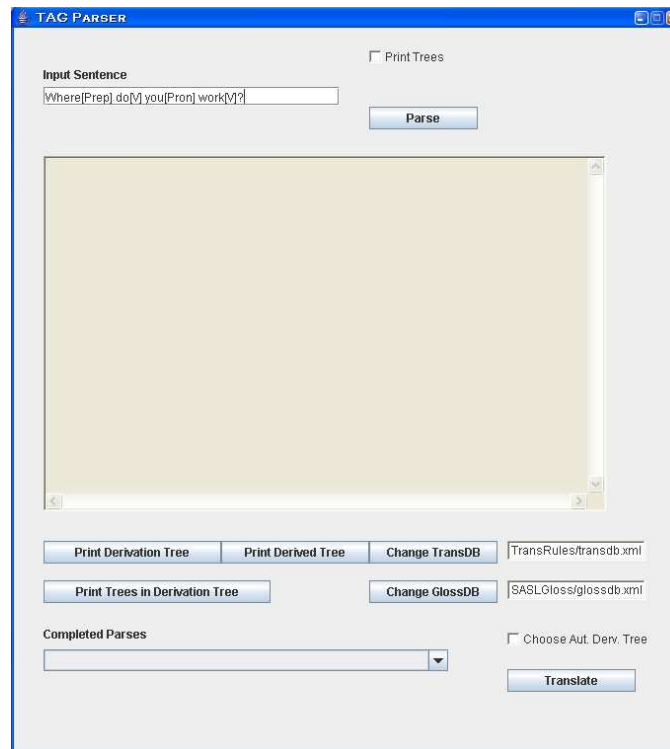 TAG PARSER
Print Trees
Input Sentence
Where[Prep] do[V] you[Pron] work[V]?
Parse
Print Derivation Tree
Print Derived Tree
Change TransDB
TransRules/transdb.xml
Print Trees in Derivation Tree
Change GlossDB
SASLGloss/glossdb.xml
Completed Parses
Choose Aut. Derv. Tree
Translate